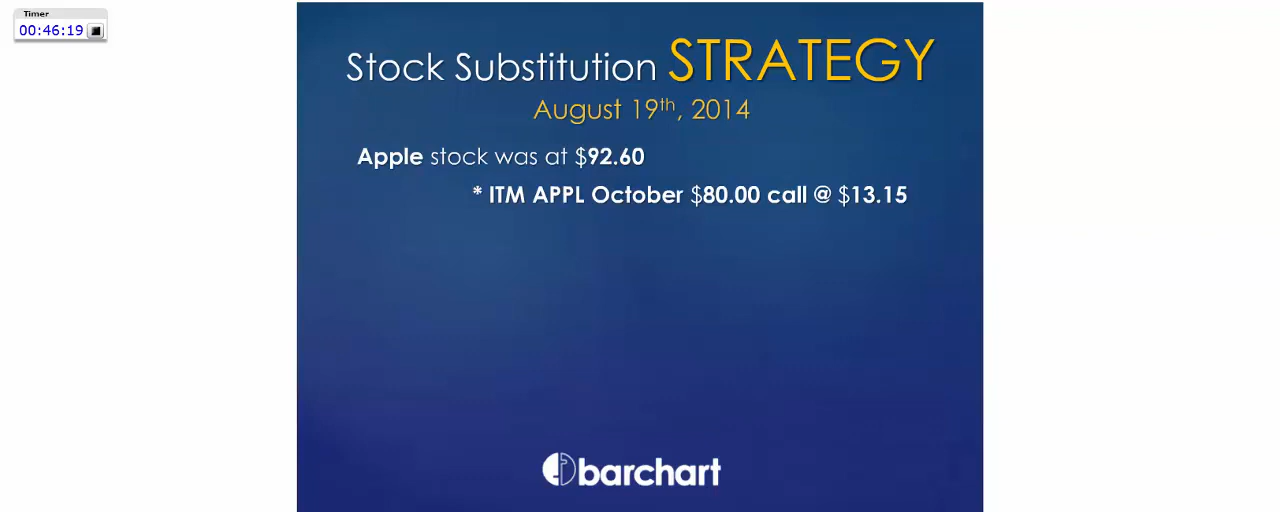 Timer
00:46:19
Stock Substitution STRATEGY
August 19th, 2014
Apple stock was at $92.60
* ITM APPL October $80.00 call @ $13.15
barchart